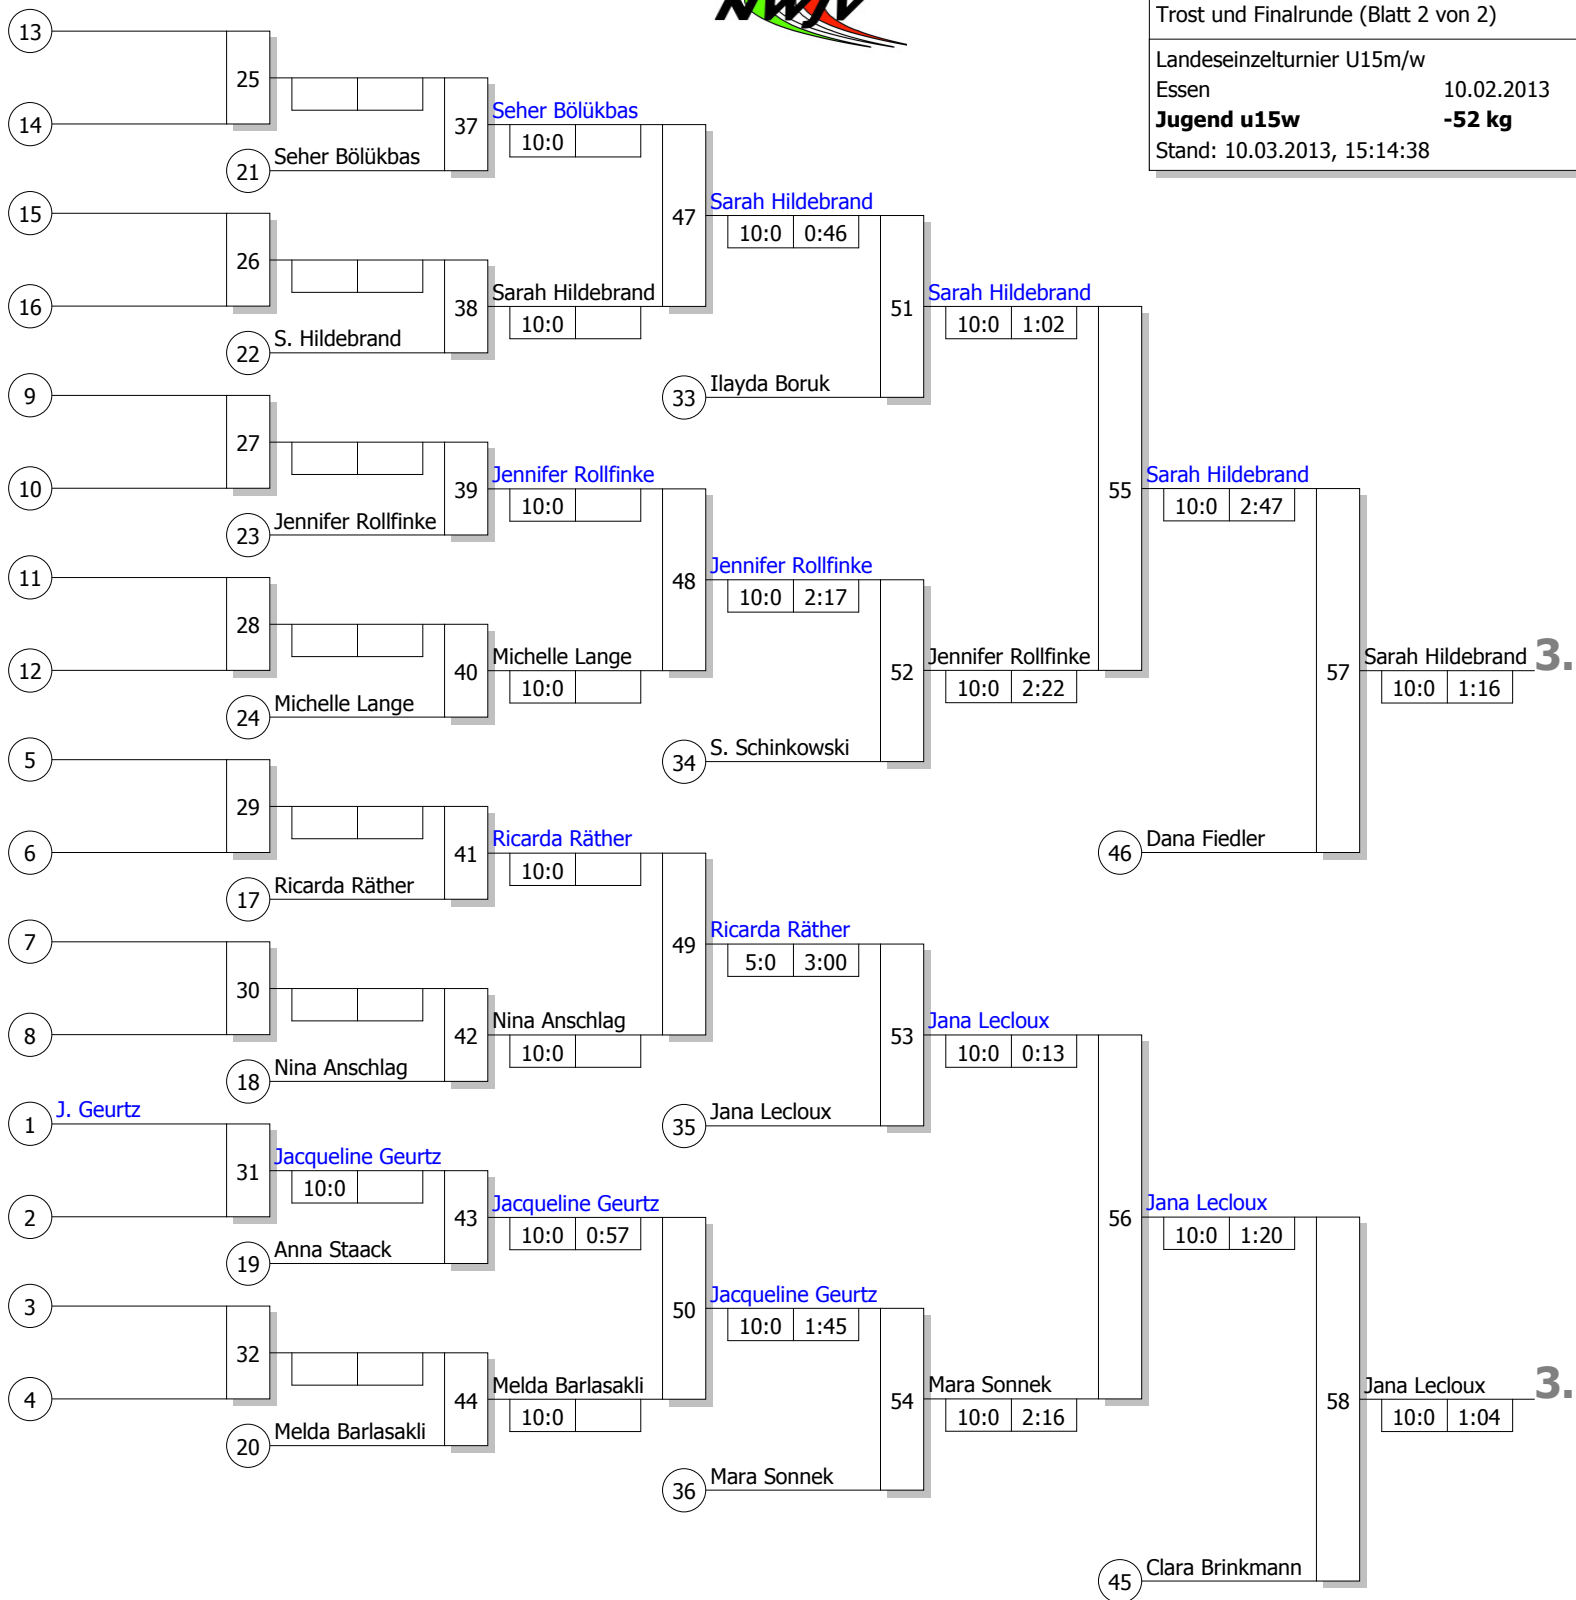 NWJV
Trost und Finalrunde (Blatt 2 von 2)
Landeseinzelturnier U15m/w
Essen 10.02.2013
Jugend u15w -52 kg
Stand: 10.03.2013, 15:14:38
13
25
14
37
Seher Bölükbas
10:0
21
Seher Bölükbas
15
47
Sarah Hildebrand
10:0 0:46
26
16
38
Sarah Hildebrand
10:0
22
S. Hildebrand
51
Sarah Hildebrand
10:0 1:02
33
Ilayda Boruk
9
27
10
39
Jennifer Rollfinke
10:0
23
Jennifer Rollfinke
55
Sarah Hildebrand
10:0 2:47
11
48
Jennifer Rollfinke
10:0 2:17
28
12
40
Michelle Lange
10:0
24
Michelle Lange
52
Jennifer Rollfinke
10:0 2:22
34
S. Schinkowski
57
Sarah Hildebrand
3.
10:0 1:16
5
29
6
41
Ricarda Räther
10:0
17
Ricarda Räther
46
Dana Fiedler
7
49
Ricarda Räther
5:0 3:00
30
8
42
Nina Anschlag
10:0
18
Nina Anschlag
53
Jana Lecloux
10:0 0:13
35
Jana Lecloux
1
J. Geurtz
31
Jacqueline Geurtz
10:0
2
43
Jacqueline Geurtz
10:0 0:57
19
Anna Staack
56
Jana Lecloux
10:0 1:20
3
50
Jacqueline Geurtz
10:0 1:45
32
4
44
Melda Barlasakli
10:0
20
Melda Barlasakli
54
Mara Sonnek
10:0 2:16
36
Mara Sonnek
58
Jana Lecloux
3.
10:0 1:04
45
Clara Brinkmann